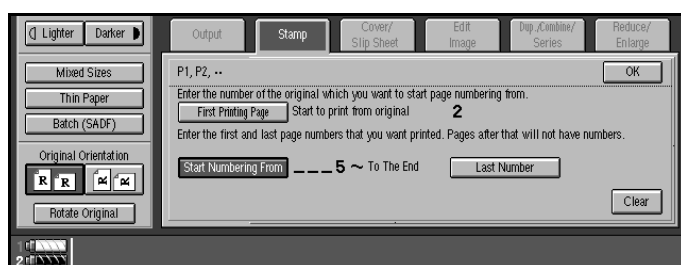 Lighter Darker
Output Stamp Cover/ Slip Sheet Edit Image Dup./Combine/ Series Reduce/ Enlarge
Mixed Sizes
Thin Paper
Batch (SADF)
Original Orientation
R R R R
Rotate Original
P1, P2, ··
OK
Enter the number of the original which you want to start page numbering from.
First Printing Page Start to print from original 2
Enter the first and last page numbers that you want printed. Pages after that will not have numbers.
Start Numbering From _ _ _ 5 ~ To The End Last Number
Clear
1
2